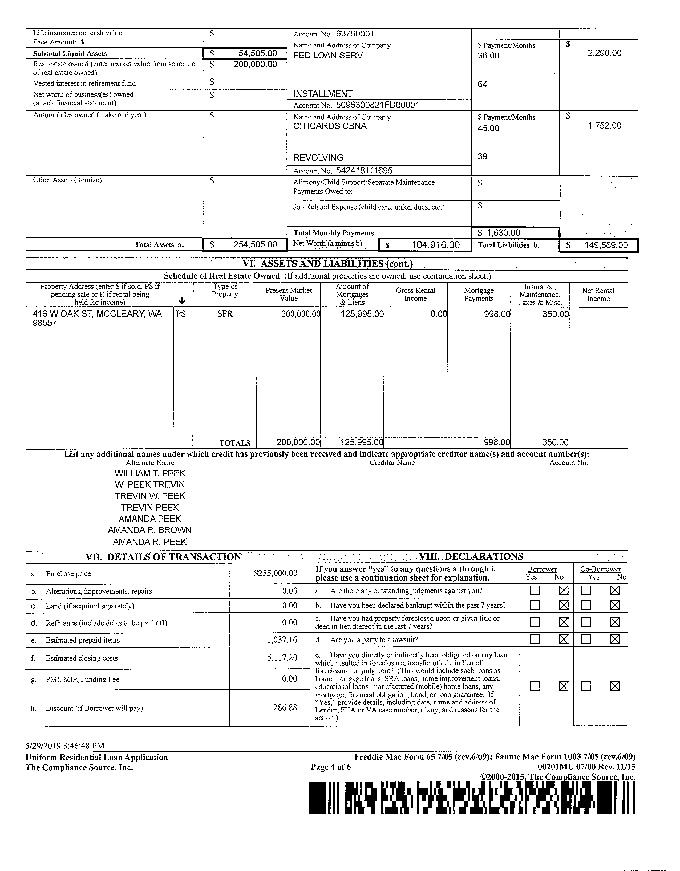 Life insurance net cash value $
Face Amount: $
Account No.
Subtotal Liquid Assets $ 54,505.00
Name and Address of Company
FED LOAN SERV
$ Payment/Months
$ 2,290.00
Real estate owned (enter market value from schedule of real estate owned) $ 200,000.00
Vested interest in retirement fund $
64
Net worth of business(es) owned
(attach financial statement) $
INSTALLMENT
Account No.
Automobiles owned (make and year) $
Name and Address of Company
CITICARDS CBNA
$ Payment/Months
45.00
$ 1,752.00
REVOLVING
39
Account No.
Other Assets (itemize) $
Alimony/Child Support/Separate Maintenance
Payments Owed to:
$
Job-Related Expense (child care, union dues, etc.) $
Total Monthly Payments $ 1,630.00
Total Assets a. $ 254,505.00
Net Worth (a minus b) $ 104,916.00
Total Liabilities b. $ 149,589.00
VI. ASSETS AND LIABILITIES (cont.)
Schedule of Real Estate Owned (If additional properties are owned, use continuation sheet.)
Property Address (enter S if sold, PS if pending sale or R if rental being held for income)
Type of Property
Present Market Value
Amount of Mortgages & Liens
Gross Rental Income
Mortgage Payments
Insurance, Maintenance, Taxes & Misc.
Net Rental Income
416 W OAK ST, MCCLEARY, WA PS SFR 200,000.00 125,995.00 0.00 998.00 350.00
98557
TOTALS 200,000.00 125,995.00 998.00 350.00
List any additional names under which credit has previously been received and indicate appropriate creditor name(s) and account number(s):
Alternate Name Creditor Name Account No.
WILLIAM T. PEEK
W. PEEK TREVIN
TREVIN W. PEEK
TREVIN PEEK
AMANDA PEEK
AMANDA R. BROWN
AMANDA R. PEEK
VII. DETAILS OF TRANSACTION
VIII. DECLARATIONS
a. Purchase price $255,000.00
b. Alterations, improvements, repairs 0.00
c. Land (if acquired separately) 0.00
d. Refinance (incl. debts to be paid off) 0.00
e. Estimated prepaid items
f. Estimated closing costs
g. PMI, MIP, Funding Fee 0.00
h. Discount (if Borrower will pay) 286.88
If you answer "yes" to any questions a through i,
please use a continuation sheet for explanation.
Borrower Co-Borrower
Yes No Yes No
a. Are there any outstanding judgments against you?
b. Have you been declared bankrupt within the past 7 years?
c. Have you had property foreclosed upon or given title or
deed in lieu thereof in the last 7 years?
d. Are you a party to a lawsuit?
e. Have you directly or indirectly been obligated on any loan
which resulted in foreclosure, transfer of title in lieu of
foreclosure, or judgment? (This would include such loans as
home mortgage loans, SBA loans, home improvement loans,
educational loans, manufactured (mobile) home loans, any
mortgage, financial obligation, bond, or loan guarantee. If
"Yes," provide details, including date, name and address of
Lender, FHA or VA case number, if any, and reasons for the
action.)
5/29/2019 3:46:48 PM
Uniform Residential Loan Application
The Compliance Source, Inc.
Page 4 of 6
Freddie Mac Form 65 7/05 (rev.6/09); Fannie Mae Form 1003 7/05 (rev.6/09)
00701MU 07/00 Rev. 11/15
©2000-2015, The Compliance Source, Inc.